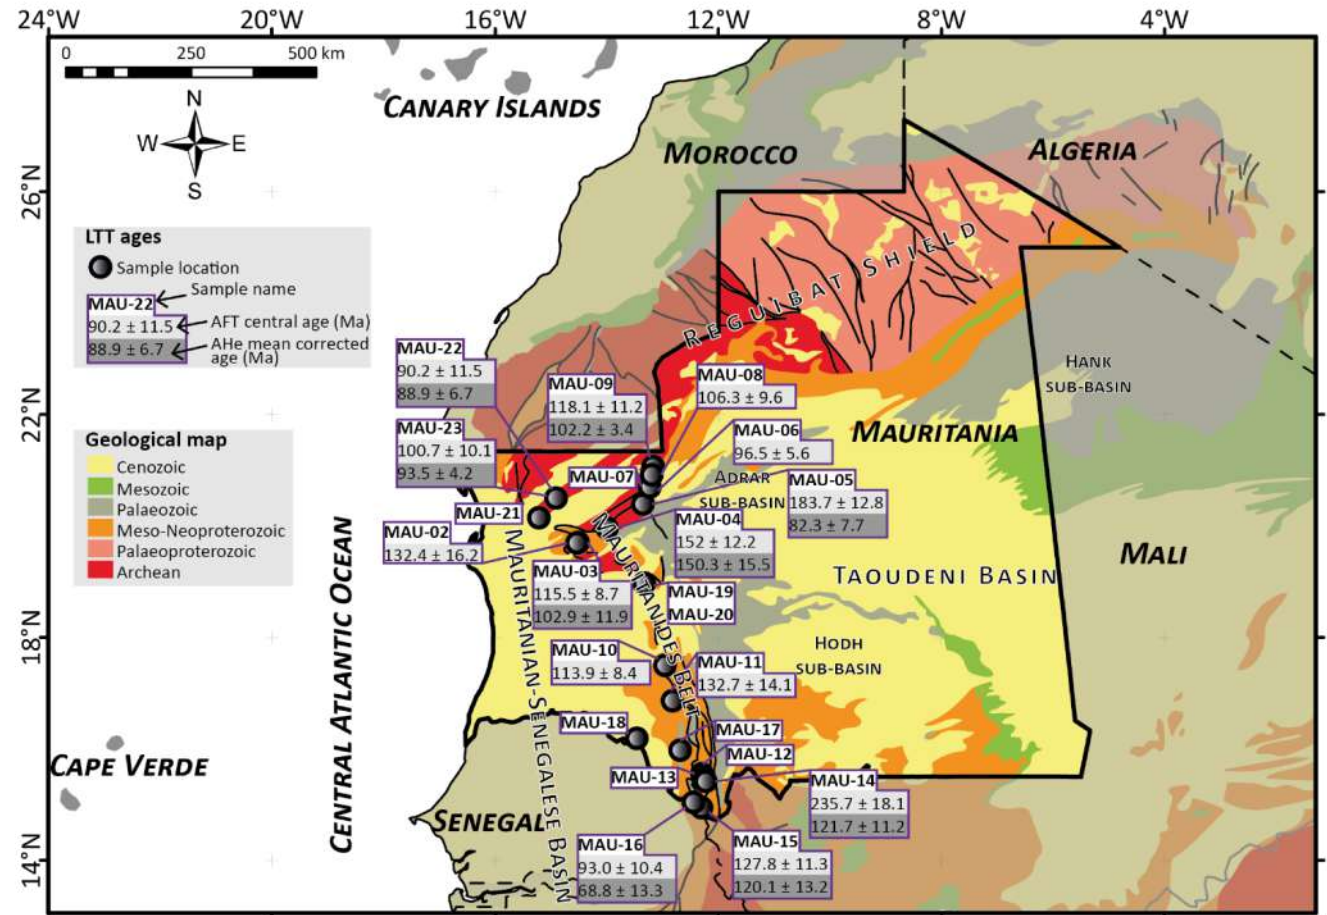 24°W
20°W
16°W
12°W
8°W
4°W
0
250
500 km
N
W
E
S
CANARY ISLANDS
MOROCCO
ALGERIA
26°N
22°N
18°N
14°N
LTT ages
Sample location
Sample name
MAU-22
90.2 ± 11.5
88.9 ± 6.7
AFT central age (Ma)
AHe mean corrected
age (Ma)
Geological map
Cenozoic
Mesozoic
Palaeozoic
Meso-Neoproterozoic
Palaeoproterozoic
Archean
REGUIBAT SHIELD
HANK
SUB-BASIN
MAURITANIA
ADRAR
SUB-BASIN
MALI
TAOUDENI BASIN
HODH
SUB-BASIN
MAURITANIDES BELT
MAURITANIAN-SENEGALESE BASIN
CENTRAL ATLANTIC OCEAN
CAPE VERDE
SENEGAL
MAU-22
90.2 ± 11.5
88.9 ± 6.7
MAU-09
118.1 ± 11.2
102.2 ± 3.4
MAU-08
106.3 ± 9.6
MAU-23
100.7 ± 10.1
93.5 ± 4.2
MAU-06
96.5 ± 5.6
MAU-07
MAU-05
183.7 ± 12.8
82.3 ± 7.7
MAU-21
MAU-02
132.4 ± 16.2
MAU-04
152 ± 12.2
150.3 ± 15.5
MAU-03
115.5 ± 8.7
102.9 ± 11.9
MAU-19
MAU-20
MAU-10
113.9 ± 8.4
MAU-11
132.7 ± 14.1
MAU-18
MAU-17
MAU-12
MAU-13
MAU-14
235.7 ± 18.1
121.7 ± 11.2
MAU-16
93.0 ± 10.4
68.8 ± 13.3
MAU-15
127.8 ± 11.3
120.1 ± 13.2